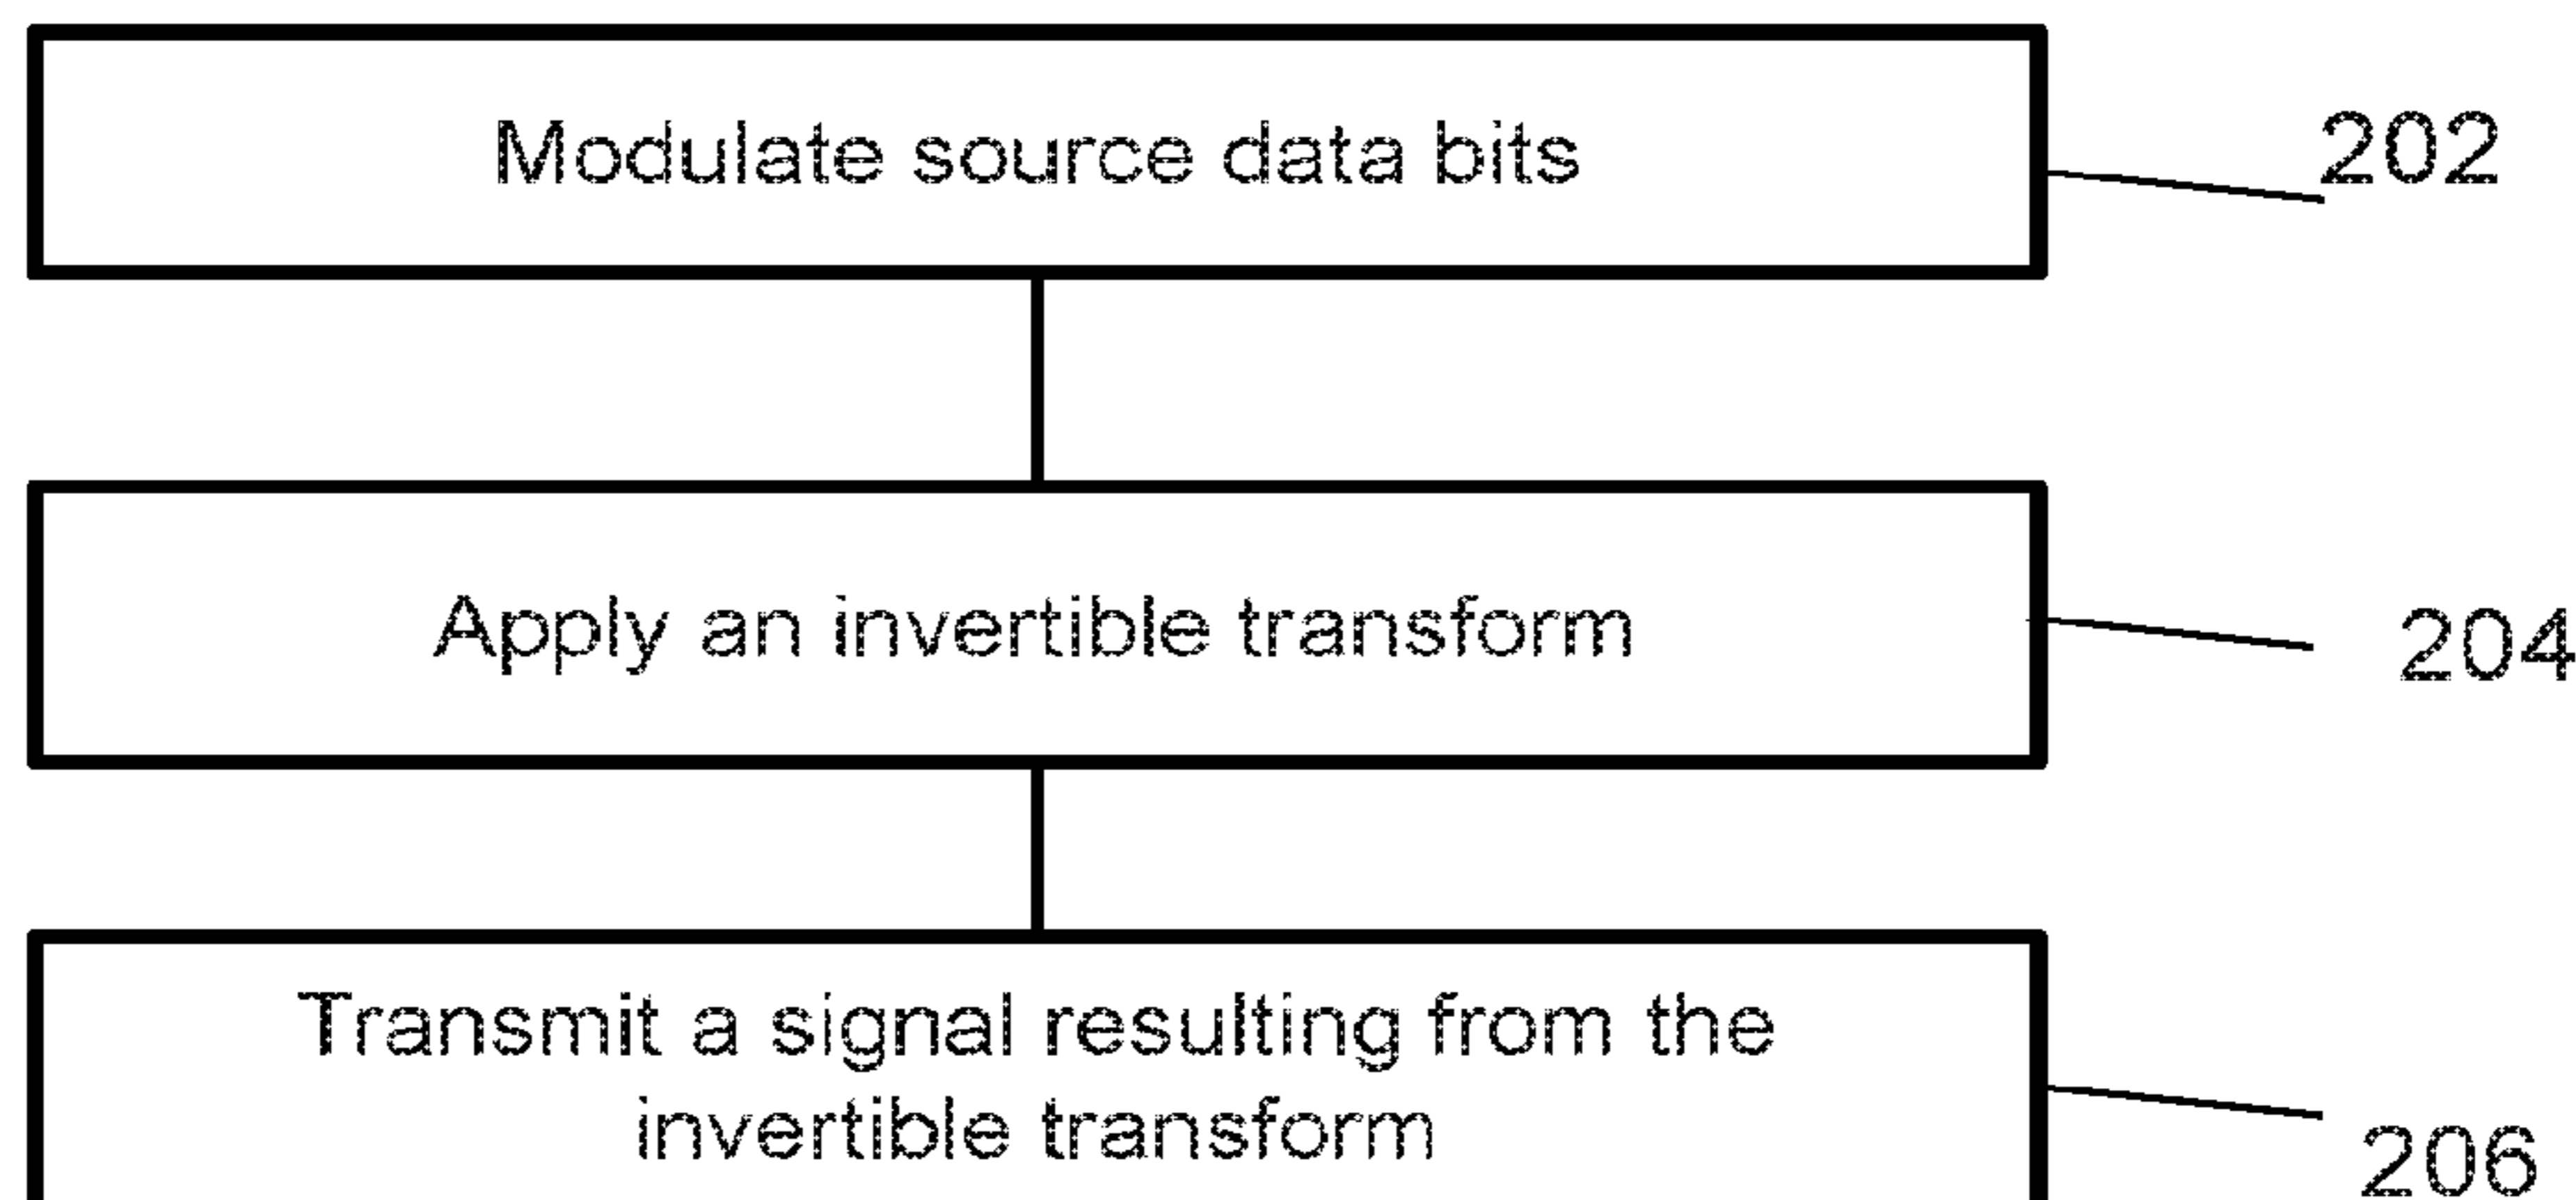 Modulate source data bits
202
Apply an invertible transform
204
Transmit a signal resulting from the
invertible transform
206